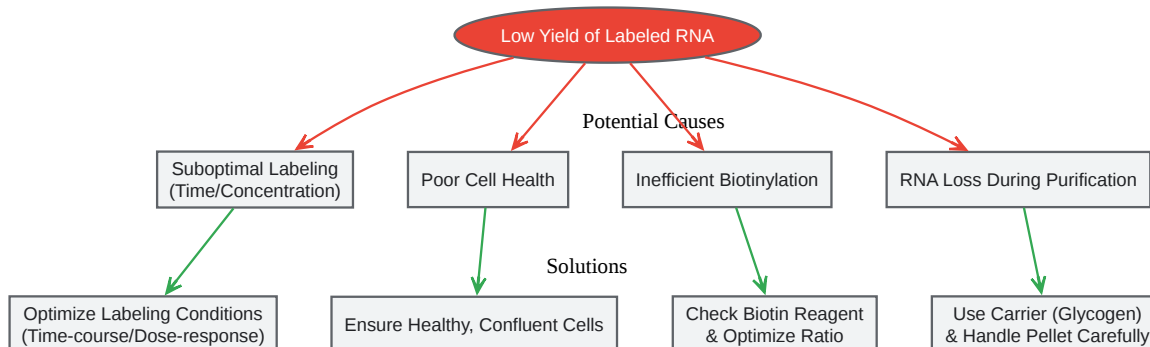 Low Yield of Labeled RNA
Potential Causes
Suboptimal Labeling
(Time/Concentration)
Poor Cell Health
Inefficient Biotinylation
RNA Loss During Purification
Solutions
Optimize Labeling Conditions
(Time-course/Dose-response)
Ensure Healthy, Confluent Cells
Check Biotin Reagent
& Optimize Ratio
Use Carrier (Glycogen)
& Handle Pellet Carefully